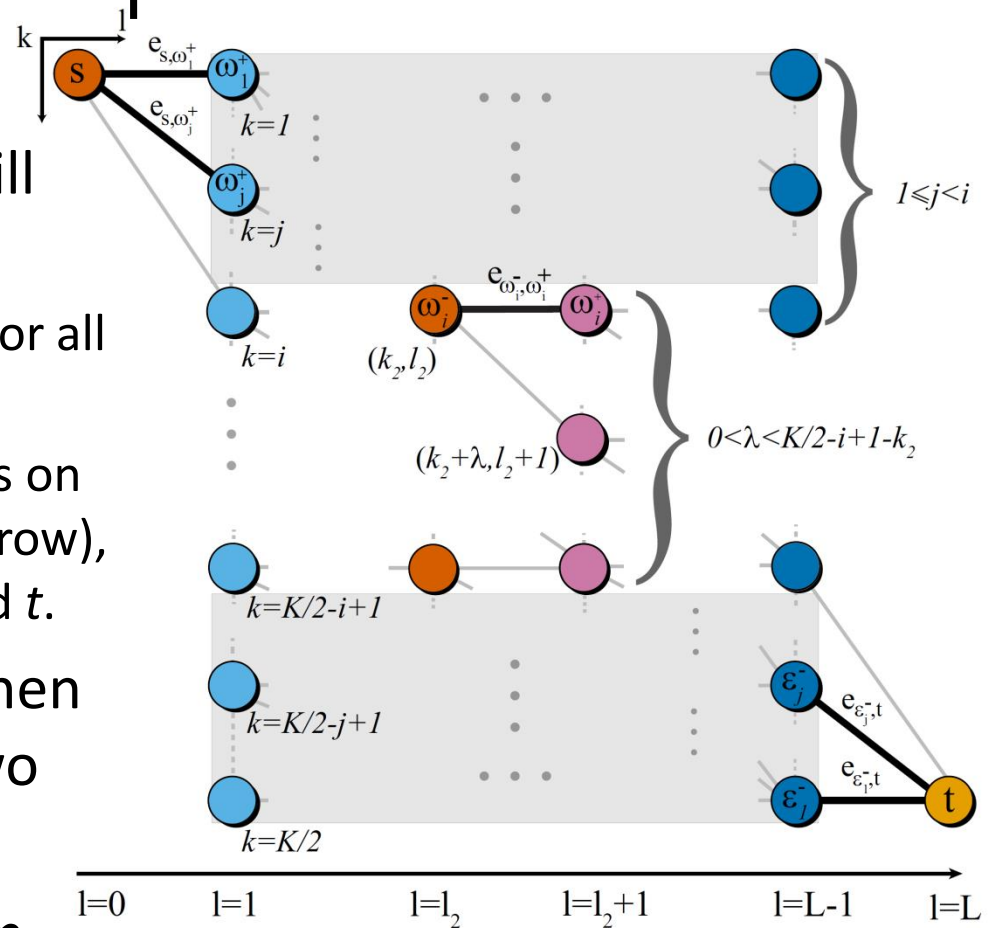 k
l
s
e_{s,ω_1^+}
ω_1^+
k=1
e_{s,ω_j^+}
ω_j^+
k=j
1⩽j<i
ill
or all
k=i
ω_i^-
e_{ω_i^-,ω_i^+}
ω_i^+
(k_2,l_2)
(k_2+λ,l_2+1)
0<λ<K/2-i+1-k_2
s on
row),
d t.
k=K/2-i+1
hen
k=K/2-j+1
ε_j^-
e_{ε_j^-,t}
vo
k=K/2
ε_1^-
e_{ε_1^-,t}
t
l=0 l=1 l=l_2 l=l_2+1 l=L-1 l=L